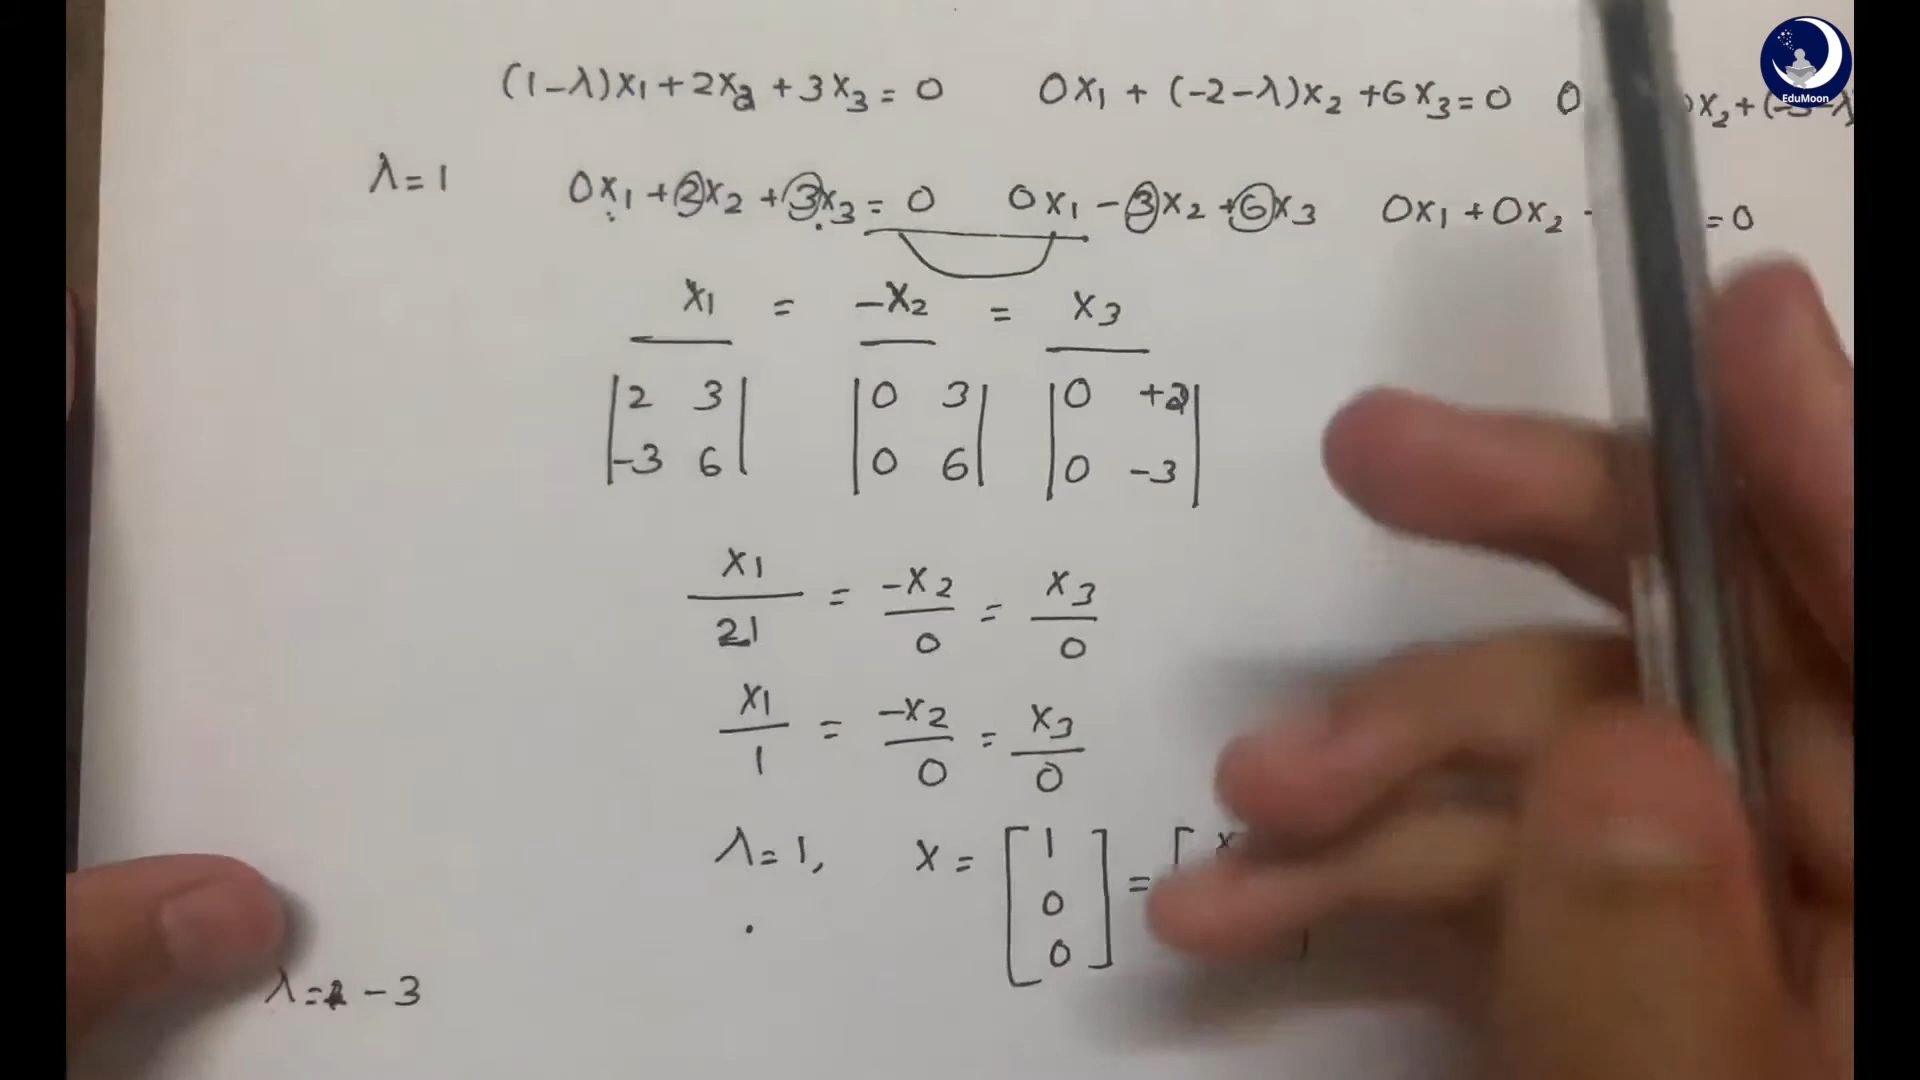 EduMoon
(1-λ)x₁ + 2x₂ + 3x₃ = 0 0x₁ + (-2-λ)x₂ + 6x₃ = 0 0 x₂ + (-3-λ
λ = 1 0x₁ + 2x₂ + 3x₃ = 0 0x₁ - 3x₂ + 6x₃ 0x₁ + 0x₂ - = 0
x₁ = -x₂ = x₃
|2 3| |0 3| |0 +2|
|-3 6| |0 6| |0 -3|
x₁ = -x₂ = x₃
21 0 0
x₁ = -x₂ = x₃
1 0 0
λ = 1, x = [1 0 0] = [x
λ = - 3